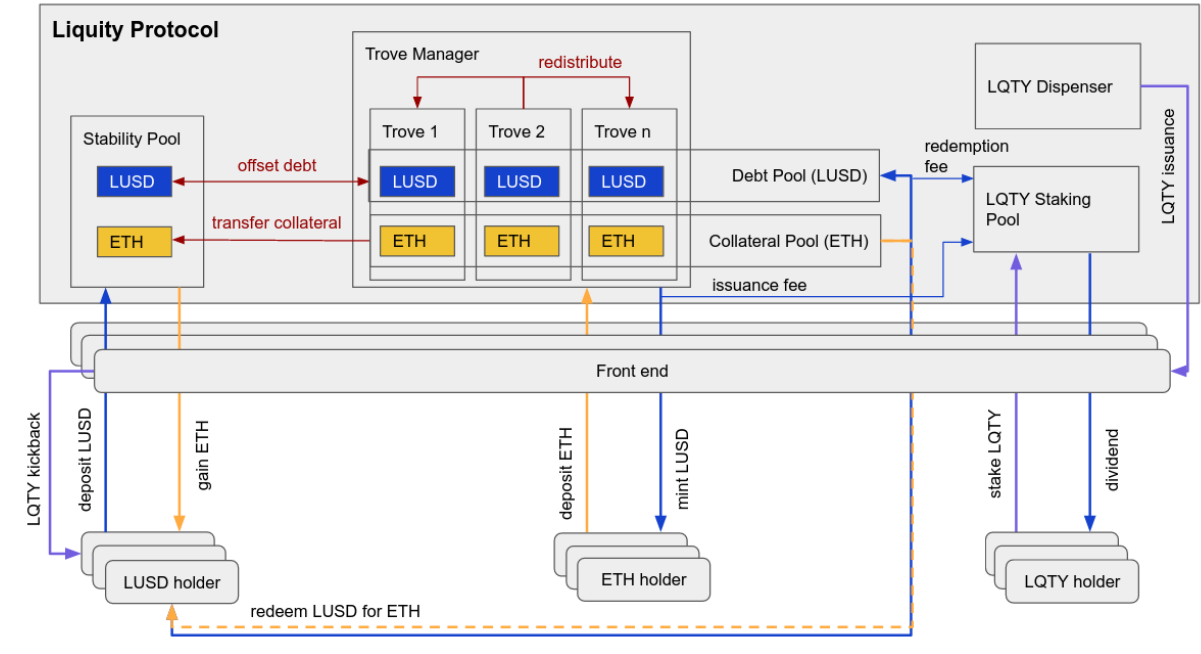 Liquity Protocol
Trove Manager
redistribute
LQTY Dispenser
Stability Pool
Trove 1
Trove 2
Trove n
LQTY issuance
redemption
fee
offset debt
LUSD
LUSD
LUSD
LUSD
Debt Pool (LUSD)
LQTY Staking
Pool
transfer collateral
ETH
ETH
ETH
ETH
Collateral Pool (ETH)
issuance fee
Front end
LQTY kickback
deposit LUSD
gain ETH
deposit ETH
mint LUSD
stake LQTY
dividend
LUSD holder
ETH holder
LQTY holder
redeem LUSD for ETH